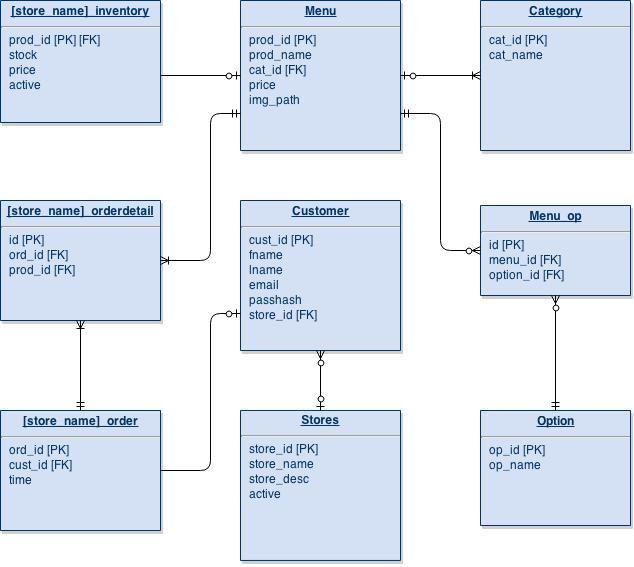 [store_name]_inventory
prod_id [PK] [FK]
stock
price
active
Menu
prod_id [PK]
prod_name
cat_id [FK]
price
img_path
Category
cat_id [PK]
cat_name
[store_name]_orderdetail
id [PK]
ord_id [FK]
prod_id [FK]
Customer
cust_id [PK]
fname
lname
email
passhash
store_id [FK]
Menu_op
id [PK]
menu_id [FK]
option_id [FK]
[store_name]_order
ord_id [PK]
cust_id [FK]
time
Stores
store_id [PK]
store_name
store_desc
active
Option
op_id [PK]
op_name